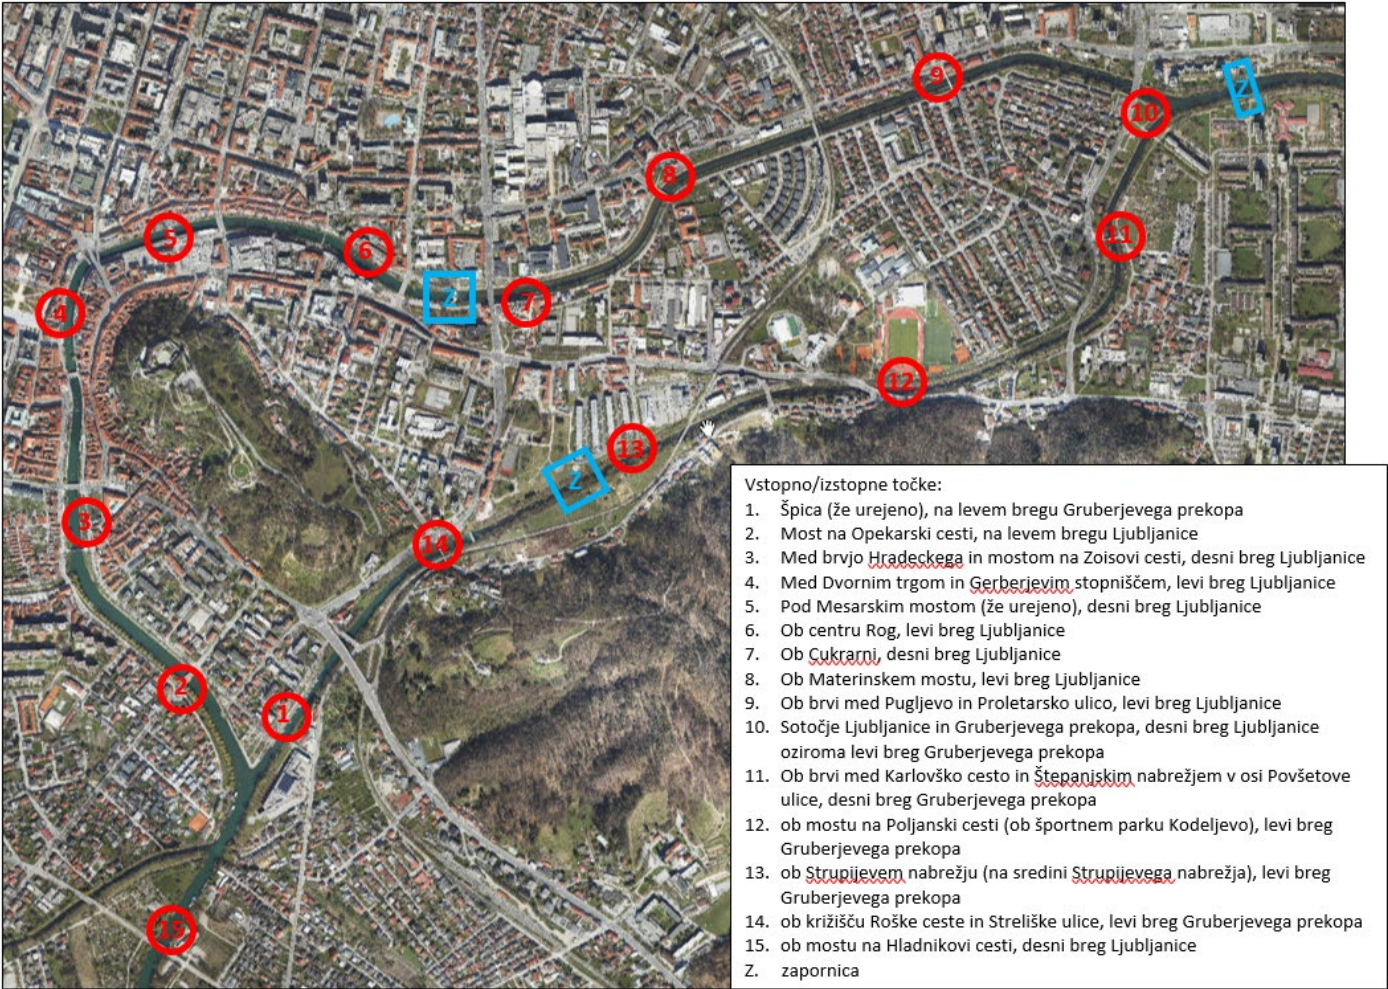 9
Z
10
8
5
6
11
Z
7
4
12
13
Z
3
14
2
1
15
Vstopno/izstopne točke:
1. Špica (že urejeno), na levem bregu Gruberjevega prekopa
2. Most na Opekarski cesti, na levem bregu Ljubljanice
3. Med brvjo Hradeckega in mostom na Zoisovi cesti, desni breg Ljubljanice
4. Med Dvornim trgom in Gerberjevim stopniščem, levi breg Ljubljanice
5. Pod Mesarskim mostom (že urejeno), desni breg Ljubljanice
6. Ob centru Rog, levi breg Ljubljanice
7. Ob Cukrarni, desni breg Ljubljanice
8. Ob Materinskem mostu, levi breg Ljubljanice
9. Ob brvi med Pugljevo in Proletarsko ulico, levi breg Ljubljanice
10. Sotočje Ljubljanice in Gruberjevega prekopa, desni breg Ljubljanice
oziroma levi breg Gruberjevega prekopa
11. Ob brvi med Karlovško cesto in Štepanjskim nabrežjem v osi Povšetove
ulice, desni breg Gruberjevega prekopa
12. ob mostu na Poljanski cesti (ob športnem parku Kodeljevo), levi breg
Gruberjevega prekopa
13. ob Strupijevem nabrežju (na sredini Strupijevega nabrežja), levi breg
Gruberjevega prekopa
14. ob križišču Roške ceste in Streliške ulice, levi breg Gruberjevega prekopa
15. ob mostu na Hladnikovi cesti, desni breg Ljubljanice
Z. zapornica